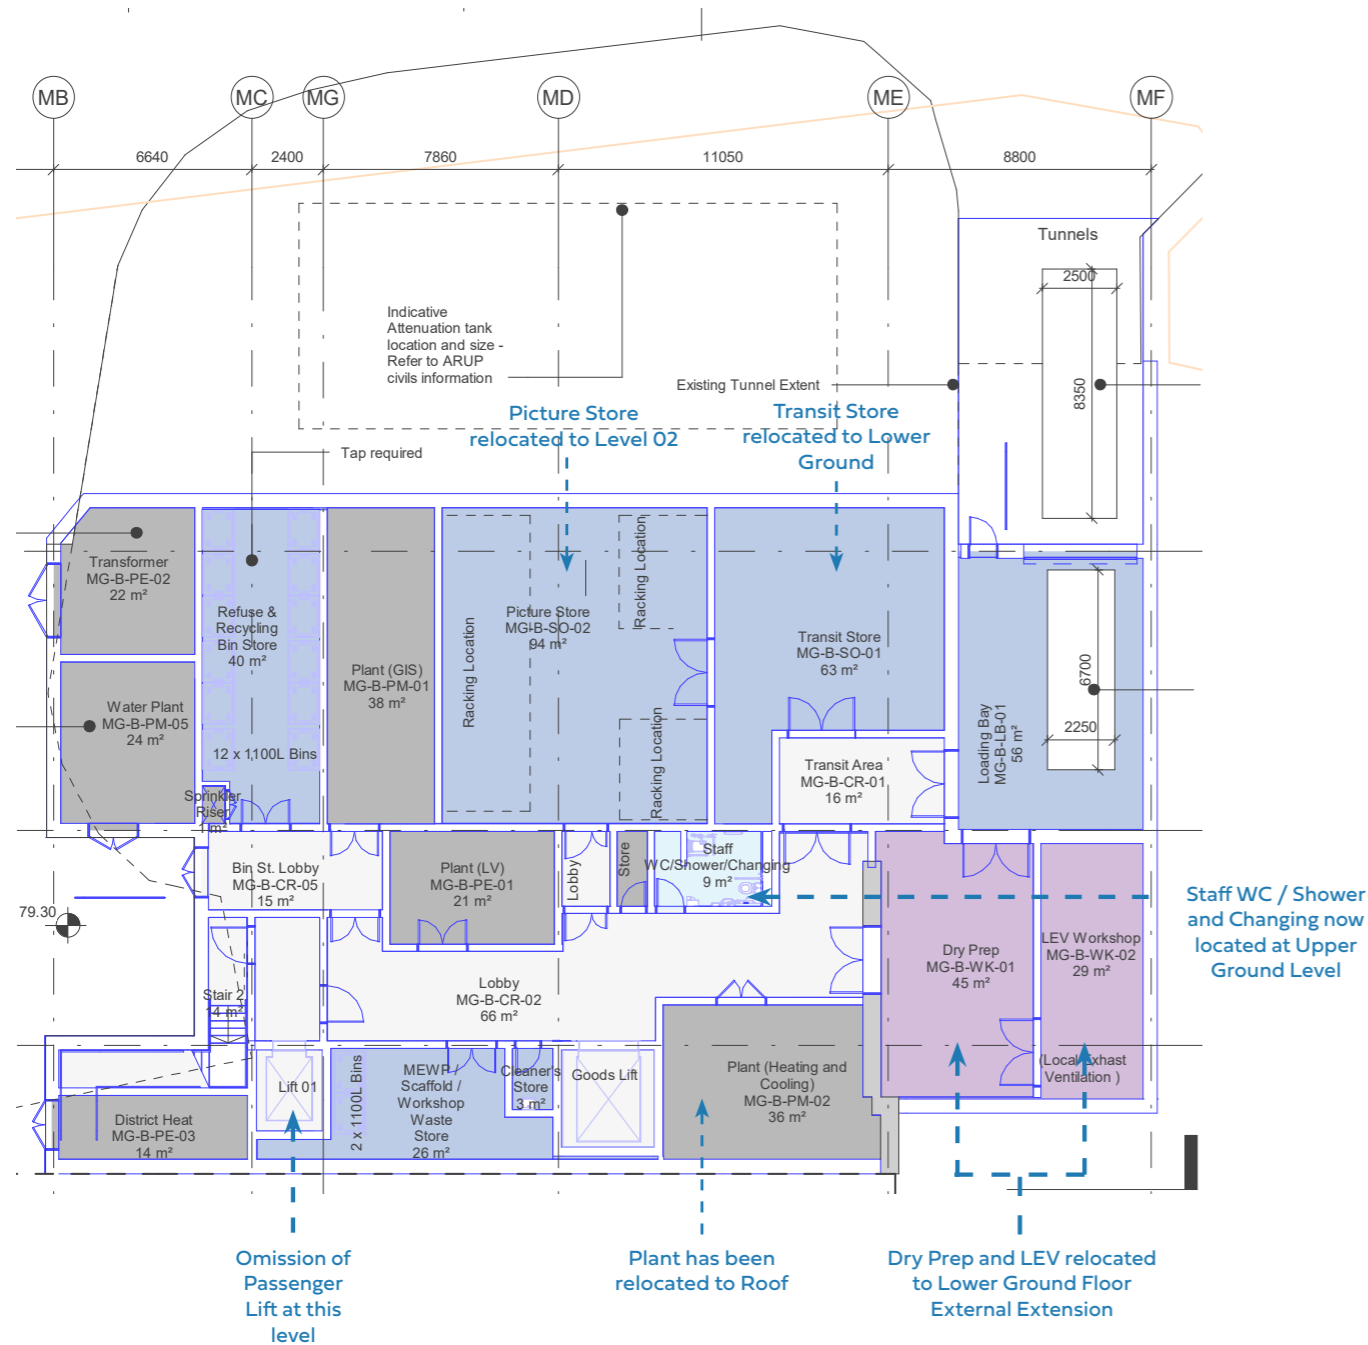 MB
MC
MG
MD
ME
MF
6640
2400
7860
11050
8800
Tunnels
2500
8350
Indicative
Attenuation tank
location and size -
Refer to ARUP
civils information
Existing Tunnel Extent
Picture Store
relocated to Level 02
Transit Store
relocated to Lower
Ground
Tap required
Transformer
MG-B-PE-02
22 m²
Refuse &
Recycling
Bin Store
40 m²
12 x 1100L Bins
Plant (GIS)
MG-B-PM-01
38 m²
Racking Location
Picture Store
MG-B-SO-02
94 m²
Racking Location
Racking Location
Transit Store
MG-B-SO-01
63 m²
6700
2250
Loading Bay
MG-B-LB-01
56 m²
Water Plant
MG-B-PM-05
24 m²
Transit Area
MG-B-CR-01
16 m²
Sprinkler
Riser
1 m²
Bin St. Lobby
MG-B-CR-05
15 m²
Plant (LV)
MG-B-PE-01
21 m²
Lobby
Store
Staff
WC/Shower/Changing
9 m²
Staff WC / Shower
and Changing now
located at Upper
Ground Level
79.30
Stair 2
14 m²
Lobby
MG-B-CR-02
66 m²
Dry Prep
MG-B-WK-01
45 m²
LEV Workshop
MG-B-WK-02
29 m²
(Local Exhast
Ventilation )
Lift 01
2 x 1100L Bins
MEWP /
Scaffold /
Workshop
Waste
Store
26 m²
Cleaner's
Store
3 m²
Goods Lift
Plant (Heating and
Cooling)
MG-B-PM-02
36 m²
District Heat
MG-B-PE-03
14 m²
Omission of
Passenger
Lift at this
level
Plant has been
relocated to Roof
Dry Prep and LEV relocated
to Lower Ground Floor
External Extension